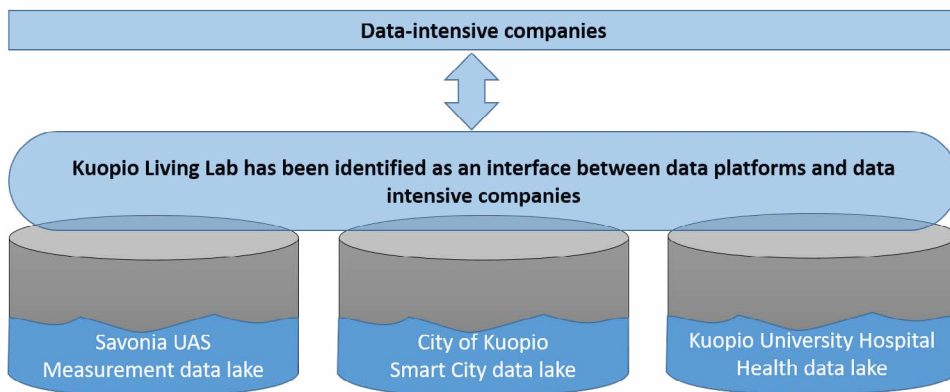 Data-intensive companies
Kuopio Living Lab has been identified as an interface between data platforms and data
intensive companies
Savonia UAS
Measurement data lake
City of Kuopio
Smart City data lake
Kuopio University Hospital
Health data lake